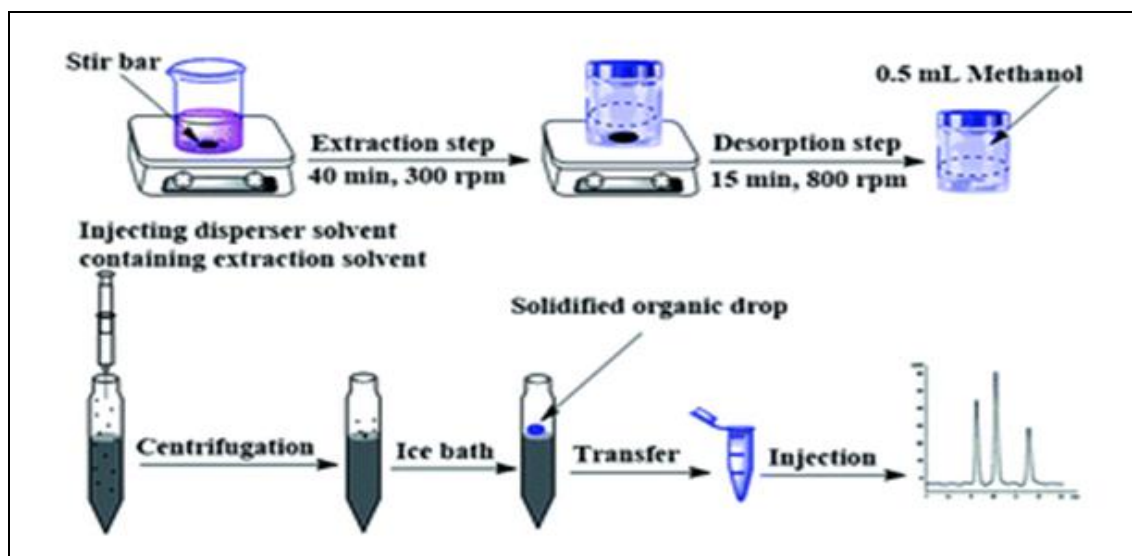 Stir bar
0.5 mL Methanol
Extraction step
40 min, 300 rpm
Desorption step
15 min, 800 rpm
Injecting disperser solvent
containing extraction solvent
Solidified organic drop
Centrifugation
Ice bath
Transfer
Injection